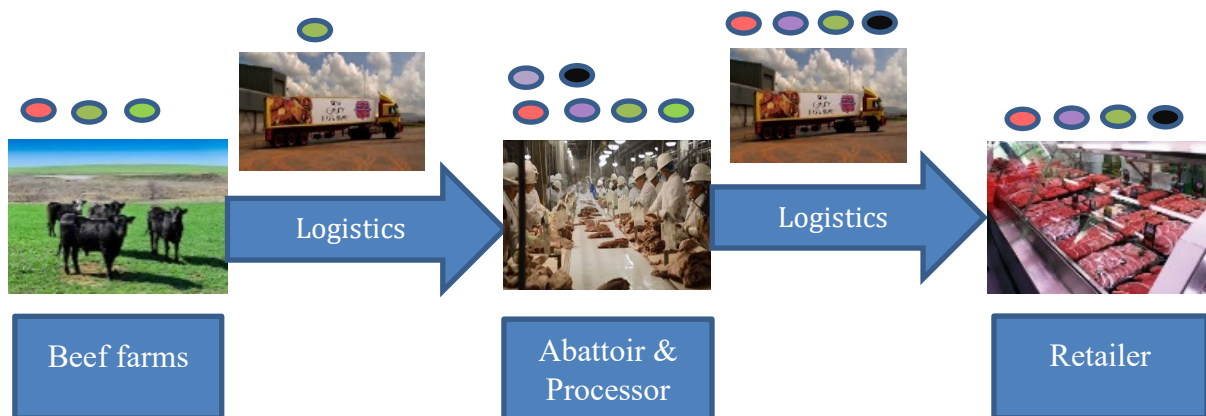 Logistics
Logistics
Beef farms
Abattoir &
Processor
Retailer